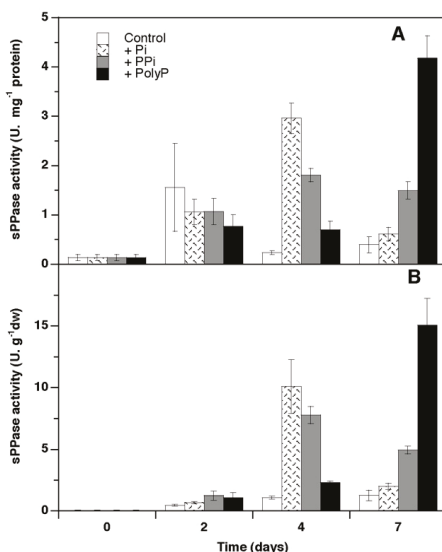 5
4
3
2
1
0
sPPase activity (U. mg⁻¹ protein)
Control
+ Pi
+ PPi
+ PolyP
A
15
10
5
0
sPPase activity (U. g⁻¹dw)
B
0 2 4 7
Time (days)